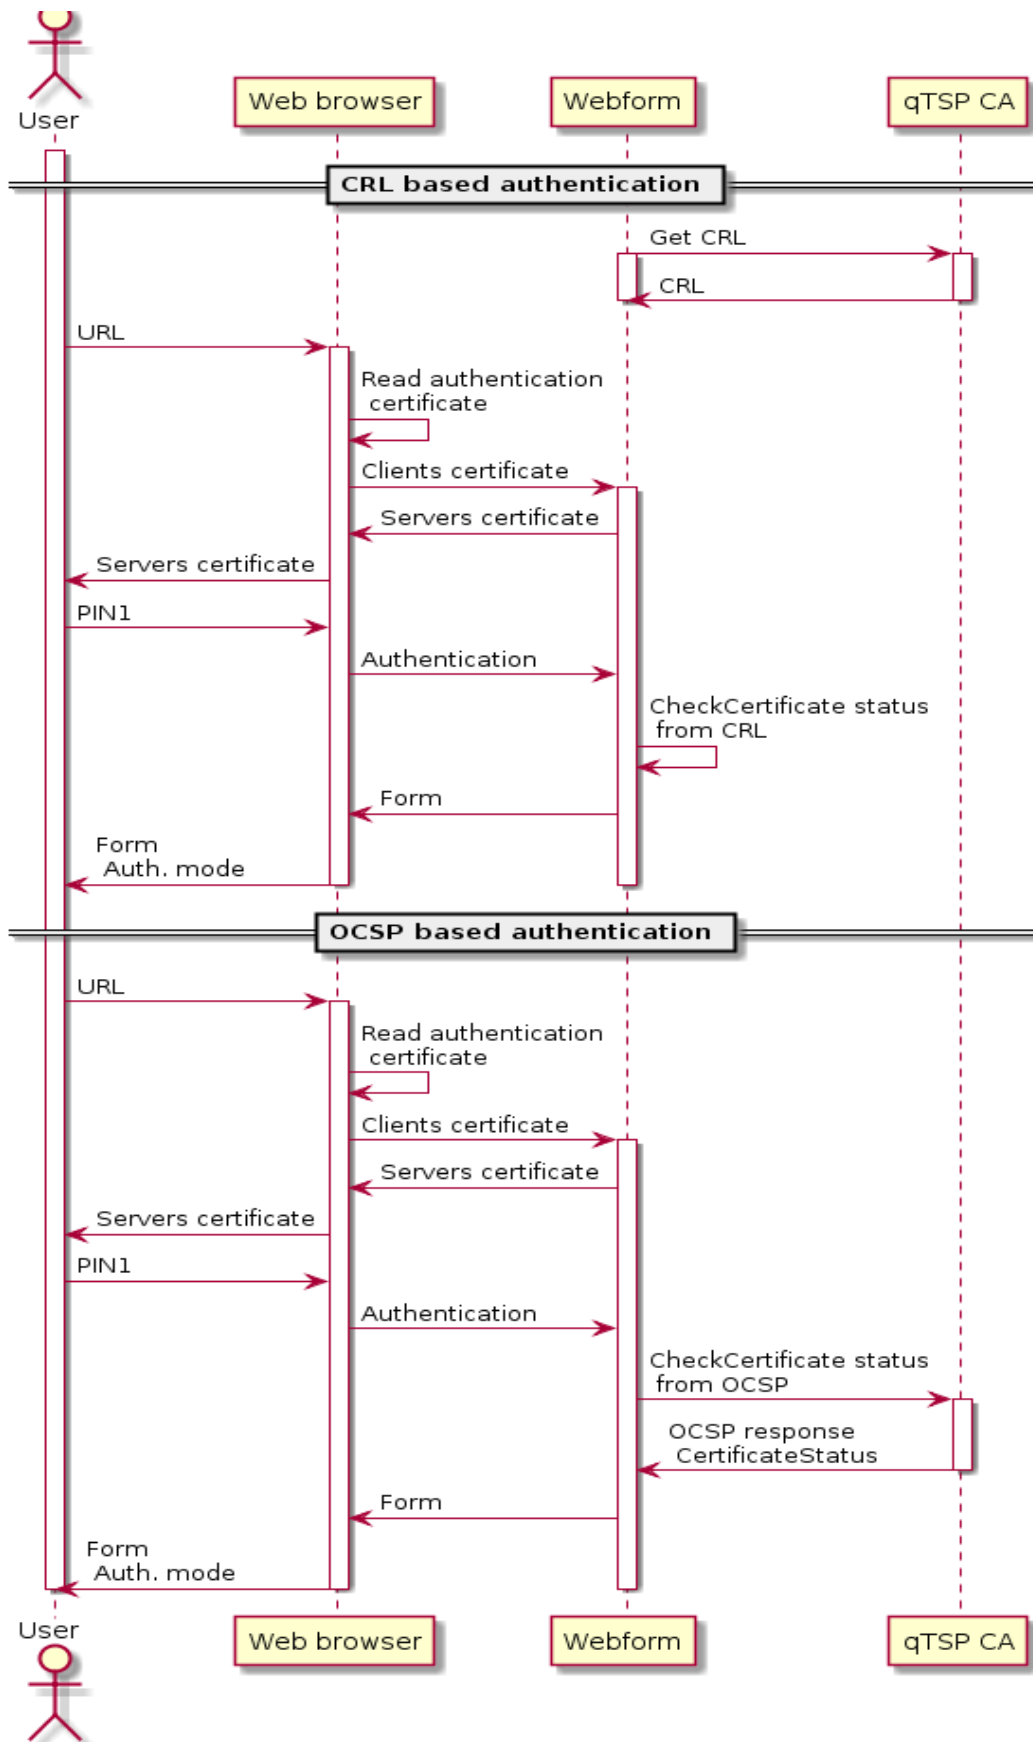 User
Web browser
Webform
qTSP CA
CRL based authentication
Get CRL
CRL
URL
Read authentication
certificate
Clients certificate
Servers certificate
Servers certificate
PIN1
Authentication
CheckCertificate status
from CRL
Form
Form
Auth. mode
OCSP based authentication
URL
Read authentication
certificate
Clients certificate
Servers certificate
Servers certificate
PIN1
Authentication
CheckCertificate status
from OCSP
OCSP response
CertificateStatus
Form
Form
Auth. mode
User
Web browser
Webform
qTSP CA